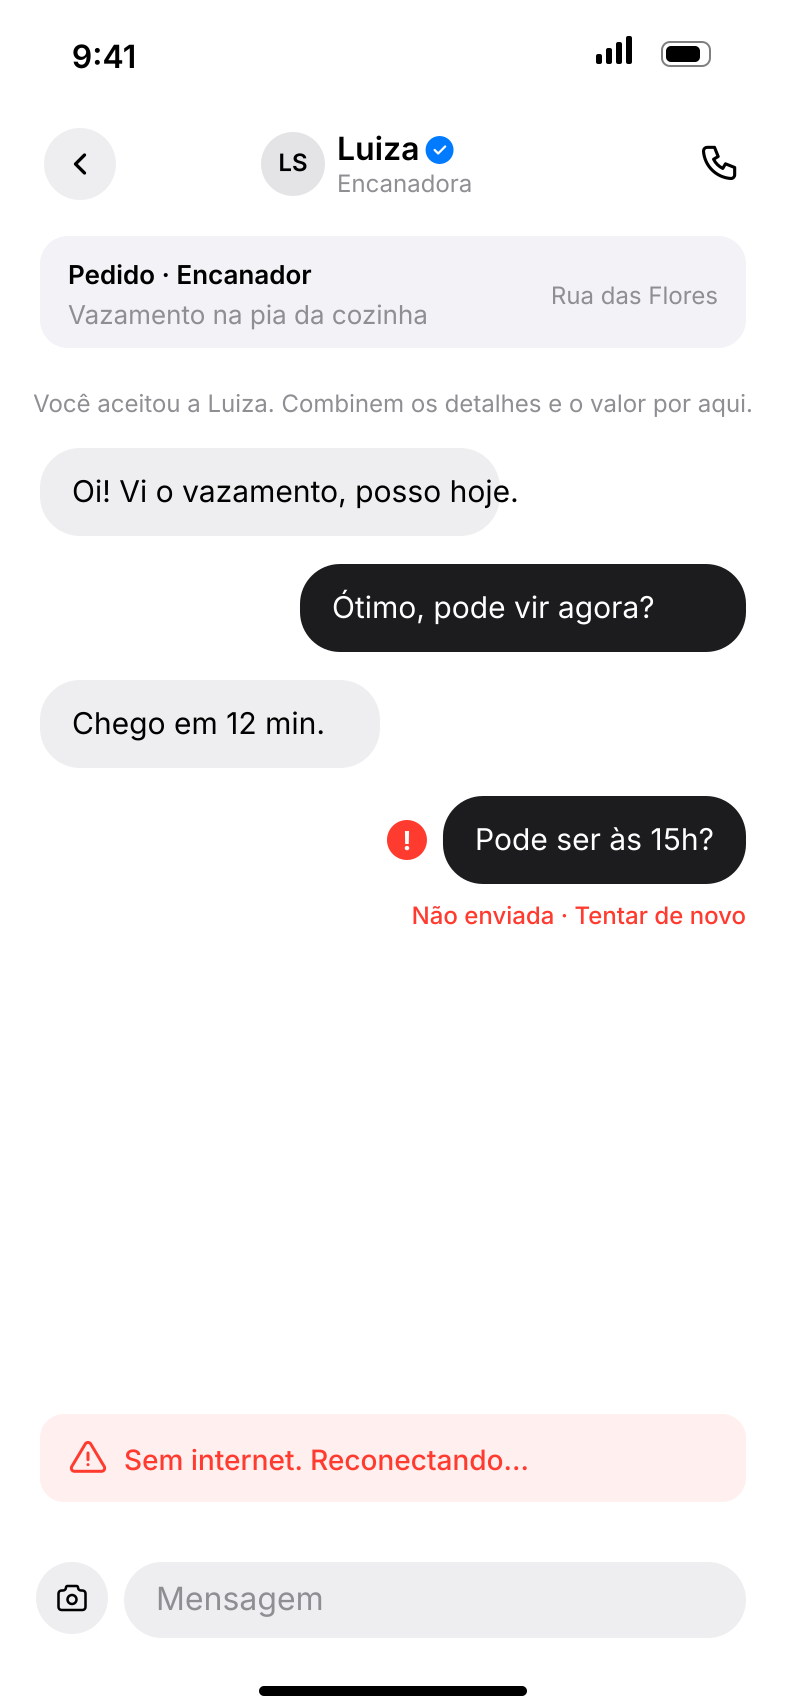 9:41
LS
Luiza
Encanadora
Pedido · Encanador
Vazamento na pia da cozinha
Rua das Flores
Você aceitou a Luiza. Combinem os detalhes e o valor por aqui.
Oi! Vi o vazamento, posso hoje.
Ótimo, pode vir agora?
Chego em 12 min.
Pode ser às 15h?
Não enviada · Tentar de novo
Sem internet. Reconectando...
Mensagem